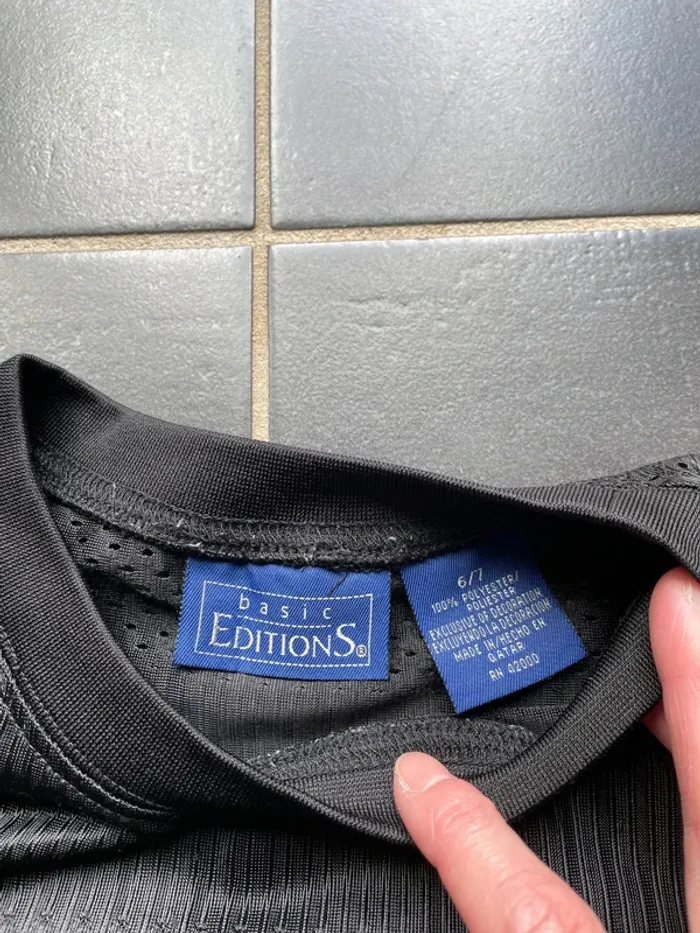 basic
EDITIONS®
6/7
100% POLYESTER/
POLIESTER
EXCLUSIVE OF DECORATION
EXCLUYENDO LA DECORATION
MADE IN/HECHO EN
QATAR
RN 42000